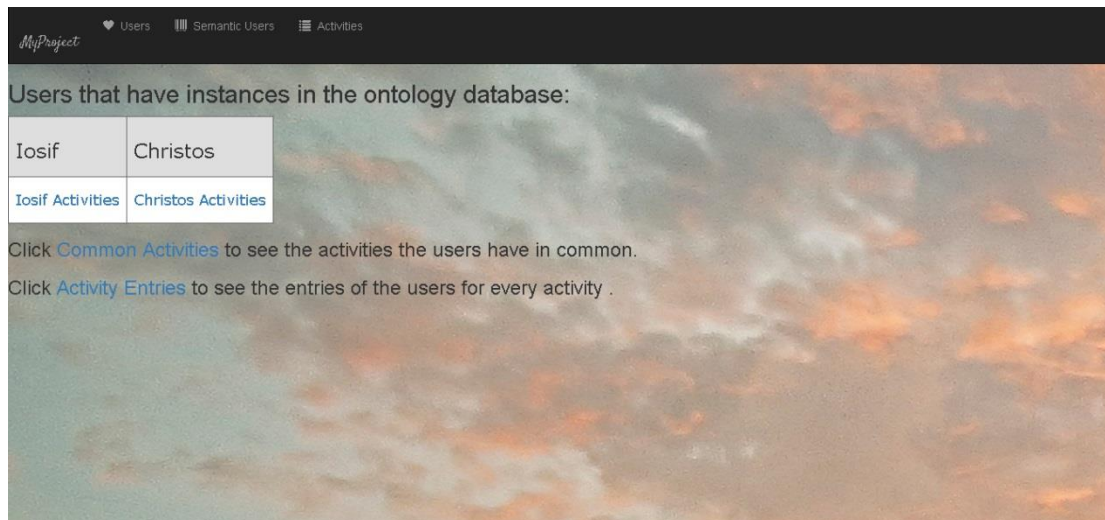 MyProject
Users Semantic Users Activities
Users that have instances in the ontology database:
Iosif Christos
Iosif Activities Christos Activities
Click Common Activities to see the activities the users have in common.
Click Activity Entries to see the entries of the users for every activity .